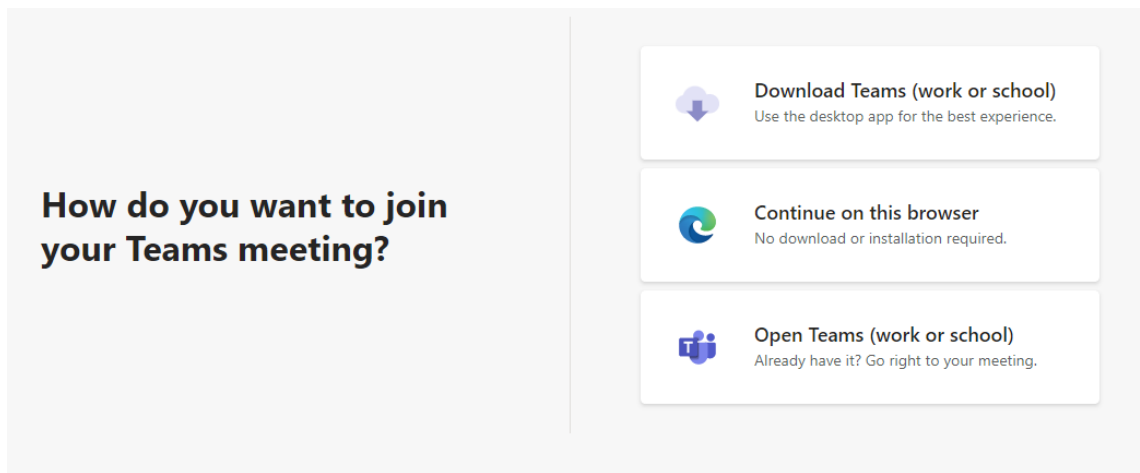 How do you want to join
your Teams meeting?
Download Teams (work or school)
Use the desktop app for the best experience.
Continue on this browser
No download or installation required.
T
Open Teams (work or school)
Already have it? Go right to your meeting.